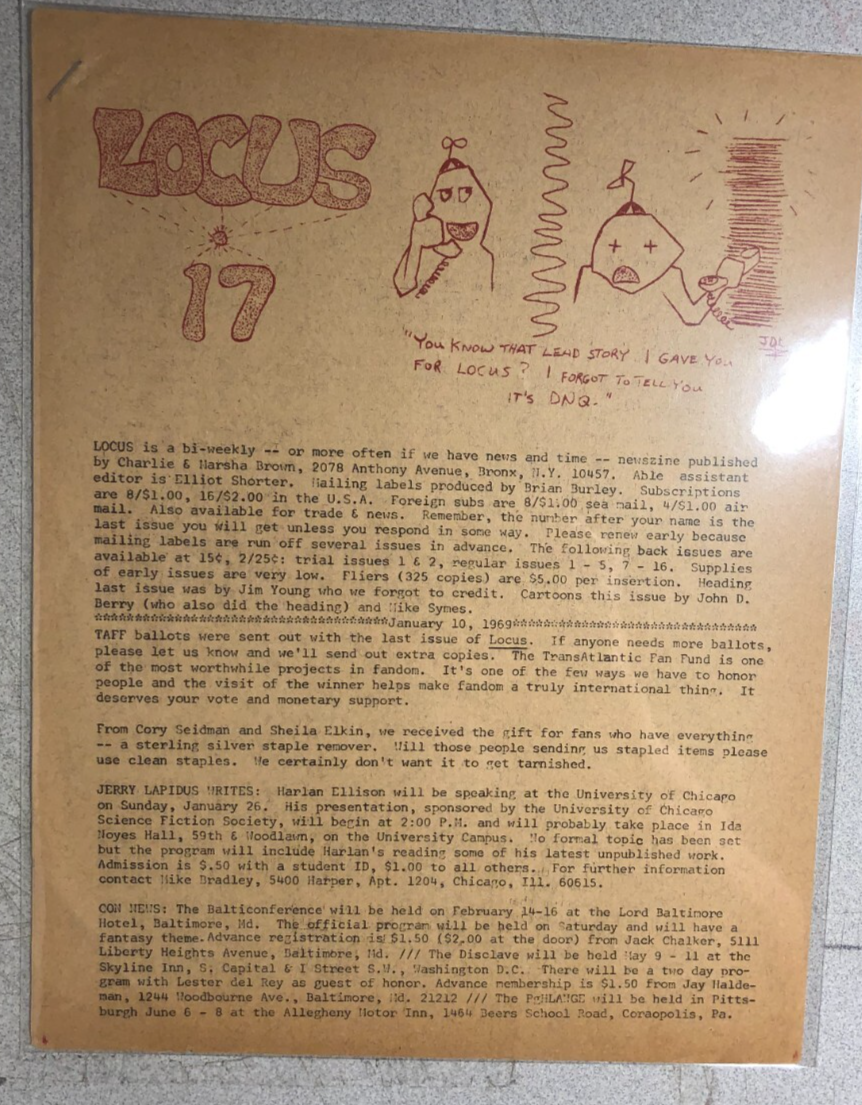 LOCUS
17
"YOU KNOW THAT LEAD STORY I GAVE YOU
FOR LOCUS? I FORGOT TO TELL YOU
IT'S DNQ."
JDB
LOCUS is a bi-weekly -- or more often if we have news and time -- newszine published
by Charlie & Marsha Brown, 2078 Anthony Avenue, Bronx, N.Y. 10457. Able assistant
editor is Elliot Shorter. Mailing labels produced by Brian Burley. Subscriptions
are 8/$1.00, 16/$2.00 in the U.S.A. Foreign subs are 8/$1.00 sea mail, 4/$1.00 air
mail. Also available for trade & news. Remember, the number after your name is the
last issue you will get unless you respond in some way. Please renew early because
mailing labels are run off several issues in advance. The following back issues are
available at 15¢, 2/25¢: trial issues 1 & 2, regular issues 1 - 5, 7 - 16. Supplies
of early issues are very low. Fliers (325 copies) are $5.00 per insertion. Heading
last issue was by Jim Young who we forgot to credit. Cartoons this issue by John D.
Berry (who also did the heading) and Mike Symes.
☆☆☆☆☆☆☆☆☆☆☆☆☆☆☆☆☆☆☆☆☆☆☆☆☆☆☆☆☆☆☆☆☆☆☆January 10, 1969☆☆☆☆☆☆☆☆☆☆☆☆☆☆☆☆☆☆☆☆☆☆☆☆☆☆☆☆☆
TAFF ballots were sent out with the last issue of Locus. If anyone needs more ballots,
please let us know and we'll send out extra copies. The TransAtlantic Fan Fund is one
of the most worthwhile projects in fandom. It's one of the few ways we have to honor
people and the visit of the winner helps make fandom a truly international thing. It
deserves your vote and monetary support.
From Cory Seidman and Sheila Elkin, we received the gift for fans who have everything
-- a sterling silver staple remover. Will those people sending us stapled items please
use clean staples. We certainly don't want it to get tarnished.
JERRY LAPIDUS WRITES: Harlan Ellison will be speaking at the University of Chicago
on Sunday, January 26. His presentation, sponsored by the University of Chicago
Science Fiction Society, will begin at 2:00 P.M. and will probably take place in Ida
Noyes Hall, 59th & Woodlawn, on the University Campus. No formal topic has been set
but the program will include Harlan's reading some of his latest unpublished work.
Admission is $.50 with a student ID, $1.00 to all others. For further information
contact Mike Bradley, 5400 Harper, Apt. 1204, Chicago, Ill. 60615.
CON NEWS: The Balticonference will be held on February 14-16 at the Lord Baltimore
Hotel, Baltimore, Md. The official program will be held on Saturday and will have a
fantasy theme. Advance registration is $1.50 ($2.00 at the door) from Jack Chalker, 5111
Liberty Heights Avenue, Baltimore, Md. /// The Disclave will be held May 9 - 11 at the
Skyline Inn, S. Capital & I Street S.W., Washington D.C. There will be a two day pro-
gram with Lester del Rey as guest of honor. Advance membership is $1.50 from Jay Halde-
man, 1244 Woodbourne Ave., Baltimore, Md. 21212 /// The PgHLANGE will be held in Pitts-
burgh June 6 - 8 at the Allegheny Motor Inn, 1464 Beers School Road, Coraopolis, Pa.